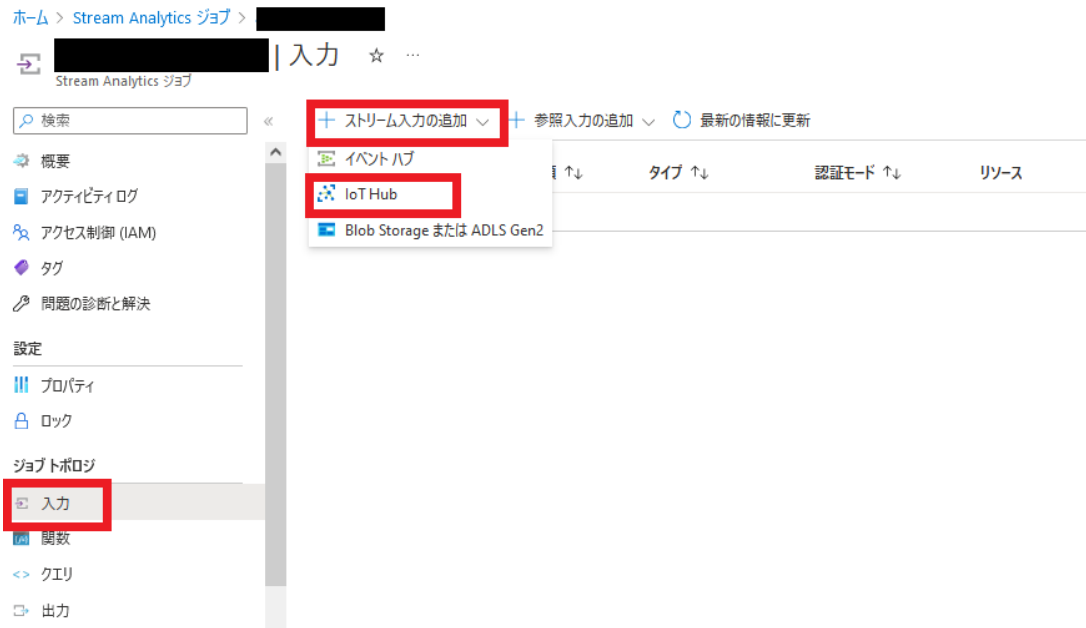 ホーム > Stream Analytics ジョブ >
| 入力 ☆ …
Stream Analytics ジョブ
検索 «
＋ ストリーム入力の追加 ＋ 参照入力の追加 最新の情報に更新
イベント ハブ
IoT Hub
Blob Storage または ADLS Gen2
↑↓ タイプ ↑↓ 認証モード ↑↓ リソース
概要
アクティビティ ログ
アクセス制御 (IAM)
タグ
問題の診断と解決
設定
プロパティ
ロック
ジョブ トポロジ
入力
関数
クエリ
出力